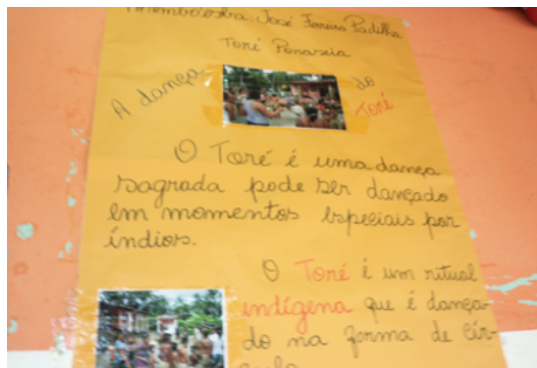 José Ferreira Padilha
Toré
A dança do Toré
O Toré é uma dança
sagrada pode ser dançado
em momentos especiais por
índios.
O Toré é um ritual
indígena que é dança-
do na forma de cír-